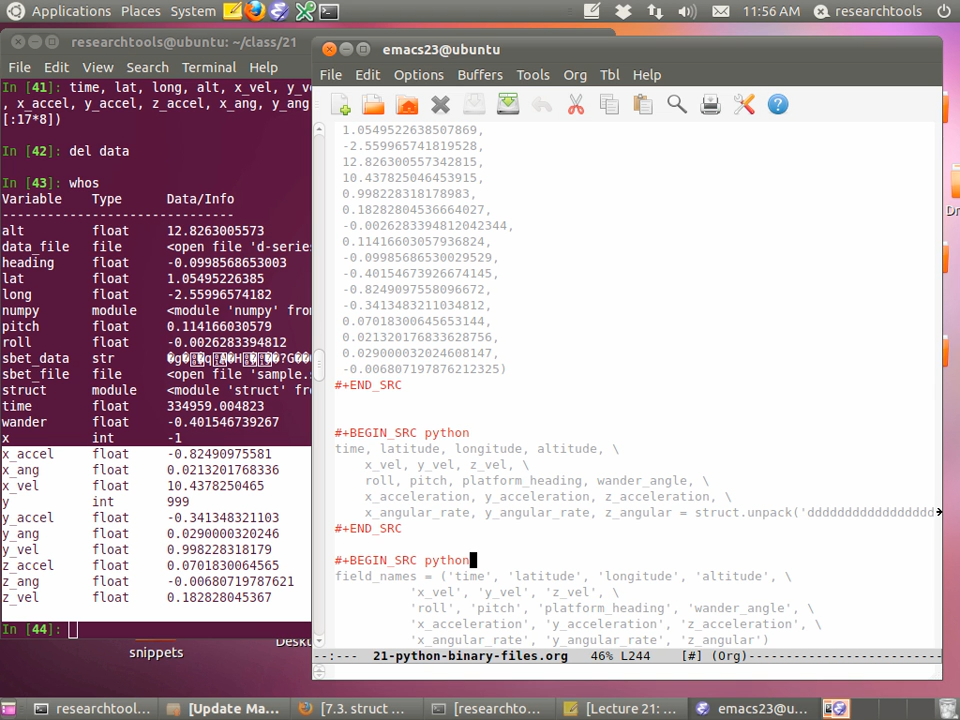 Applications Places System 11:56 AM researchtools
researchtools@ubuntu: ~/class/21
File Edit View Search Terminal Help
In [41]: time, lat, long, alt, x_vel, y_v
, x_accel, y_accel, z_accel, x_ang, y_ang
[:17*8])
In [42]: del data
In [43]: whos
Variable Type Data/Info
-----------------------------
alt float 12.8263005573
data_file file <open file 'd-serie
heading float -0.0998568653003
lat float 1.05495226385
long float -2.55996574182
numpy module <module 'numpy' fro
pitch float 0.114166030579
roll float -0.0026283394812
sbet_data str
sbet_file file <open file 'sample.s
struct module <module 'struct' fr
time float 334959.004823
wander float -0.401546739267
x int -1
x_accel float -0.82490975581
x_ang float 0.0213201768336
x_vel float 10.4378250465
y int 999
y_accel float -0.341348321103
y_ang float 0.0290000320246
y_vel float 0.998228318179
z_accel float 0.0701830064565
z_ang float -0.00680719787621
z_vel float 0.182828045367
In [44]:
emacs23@ubuntu
File Edit Options Buffers Tools Org Tbl Help
1.0549522638507869,
-2.559965741819528,
12.826300557342815,
10.437825046453915,
0.998228318178983,
0.18282804536664027,
-0.0026283394812042344,
0.11416603057936824,
-0.09985686530029529,
-0.40154673926674145,
-0.8249097558096672,
-0.3413483211034812,
0.07018300645653144,
0.021320176833628756,
0.029000032024608147,
-0.006807197876212325)
#+END_SRC
#+BEGIN_SRC python
time, latitude, longitude, altitude, \
x_vel, y_vel, z_vel, \
roll, pitch, platform_heading, wander_angle, \
x_acceleration, y_acceleration, z_acceleration, \
x_angular_rate, y_angular_rate, z_angular = struct.unpack('ddddddddddddddddd
#+END_SRC
#+BEGIN_SRC python
field_names = ('time', 'latitude', 'longitude', 'altitude', \
'x_vel', 'y_vel', 'z_vel', \
'roll', 'pitch', 'platform_heading', 'wander_angle', \
'x_acceleration', 'y_acceleration', 'z_acceleration', \
'x_angular_rate', 'y_angular_rate', 'z_angular')
--:--- 21-python-binary-files.org 46% L244 [#] (Org)
Deskt
snippets
Dr
researchtool... [Update Ma... [7.3. struct ... [researchto... [Lecture 21: ... emacs23@u...